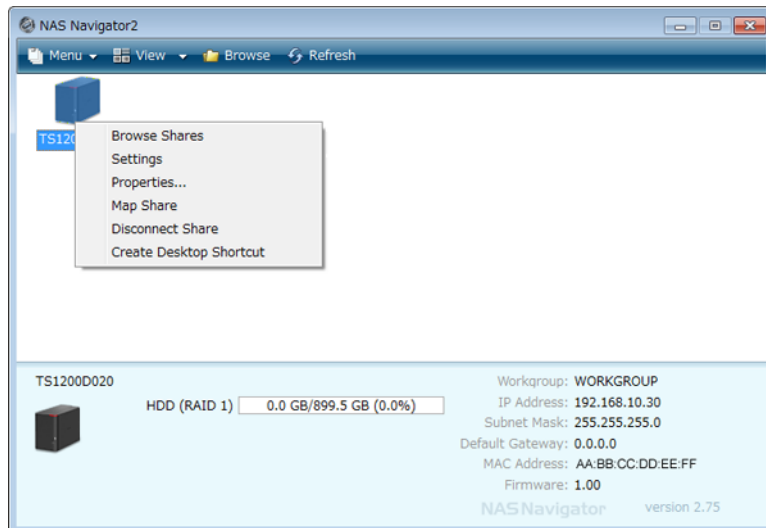 NAS Navigator2
Menu View Browse Refresh
TS120
Browse Shares
Settings
Properties...
Map Share
Disconnect Share
Create Desktop Shortcut
TS1200D020
HDD (RAID 1) 0.0 GB/899.5 GB (0.0%)
Workgroup: WORKGROUP
IP Address: 192.168.10.30
Subnet Mask: 255.255.255.0
Default Gateway: 0.0.0.0
MAC Address: AA:BB:CC:DD:EE:FF
Firmware: 1.00
NASNavigator version 2.75